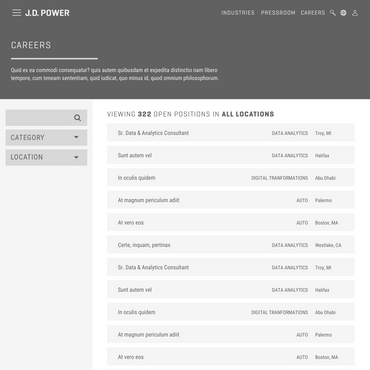 J.D. POWER
INDUSTRIES PRESSROOM CAREERS
CAREERS
Quid ex ea commodi consequatur? quis autem quibusdam et expedita distinctio nam libero
tempore, cum teneam sententiam, quid iudicat, quo minus id, quod omnium philosophorum.
VIEWING 322 OPEN POSITIONS IN ALL LOCATIONS
CATEGORY
LOCATION
Sr. Data & Analytics Consultant DATA ANALYTICS Troy, MI
Sunt autem vel DATA ANALYTICS Halifax
In oculis quidem DIGITAL TRANFORMATIONS Abu Dhabi
At magnum periculum adiit AUTO Palermo
At vero eos AUTO Boston, MA
Certe, inquam, pertinax DATA ANALYTICS Westlake, CA
Sr. Data & Analytics Consultant DATA ANALYTICS Troy, MI
Sunt autem vel DATA ANALYTICS Halifax
In oculis quidem DIGITAL TRANFORMATIONS Abu Dhabi
At magnum periculum adiit AUTO Palermo
At vero eos AUTO Boston, MA